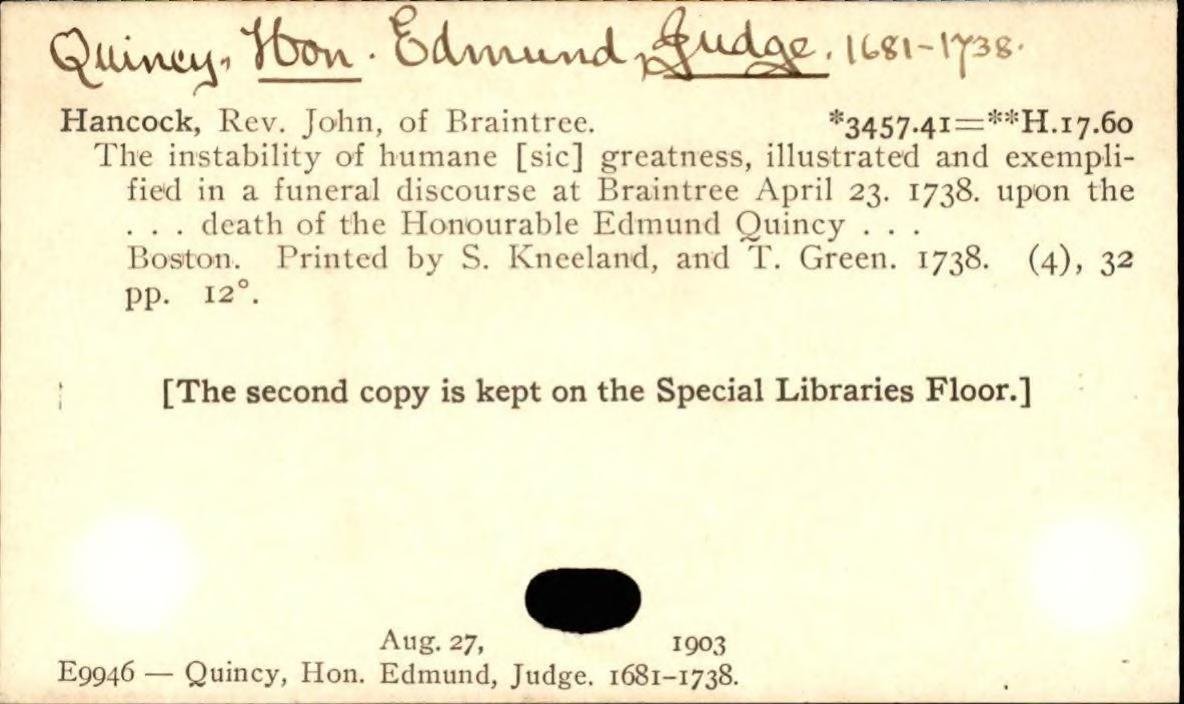 Quincy, Hon. Edmund, Judge. 1681-1738.
Hancock, Rev. John, of Braintree. *3457.41=**H.17.60
The instability of humane [sic] greatness, illustrated and exempli-
fied in a funeral discourse at Braintree April 23. 1738. upon the
. . . death of the Honourable Edmund Quincy . . .
Boston. Printed by S. Kneeland, and T. Green. 1738. (4), 32
pp. 12°.
[The second copy is kept on the Special Libraries Floor.]
Aug. 27, 1903
E9946 — Quincy, Hon. Edmund, Judge. 1681-1738.